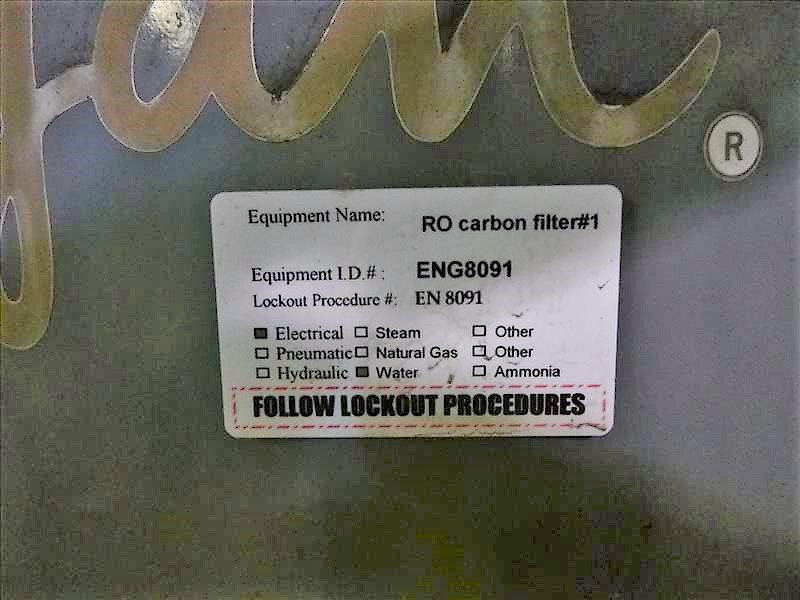 ®
Equipment Name: RO carbon filter#1
Equipment I.D.# : ENG8091
Lockout Procedure #: EN 8091
Electrical Steam Other
Pneumatic Natural Gas Other
Hydraulic Water Ammonia
FOLLOW LOCKOUT PROCEDURES